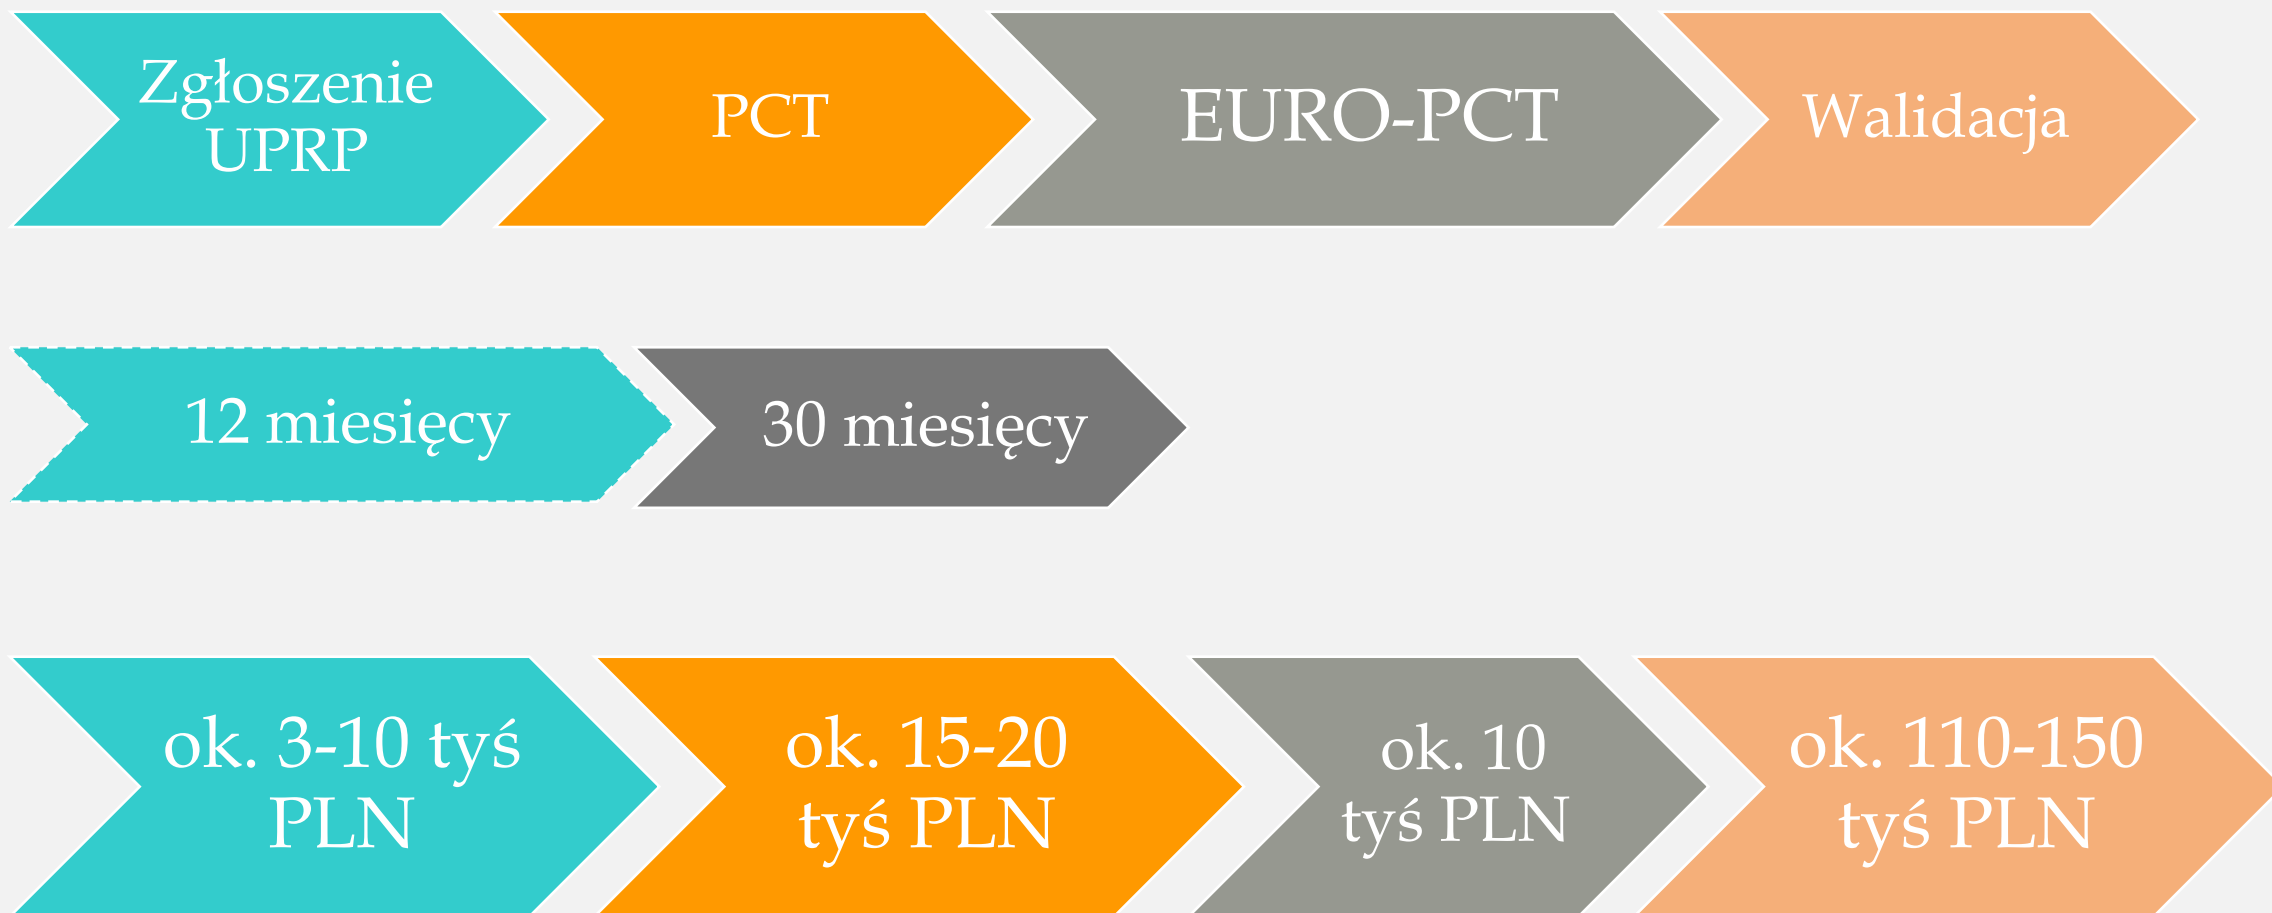 Zgłoszenie
UPRP
PCT
EURO-PCT
Walidacja
12 miesięcy
30 miesięcy
ok. 3-10 tyś
PLN
ok. 15-20
tyś PLN
ok. 10
tyś PLN
ok. 110-150
tyś PLN